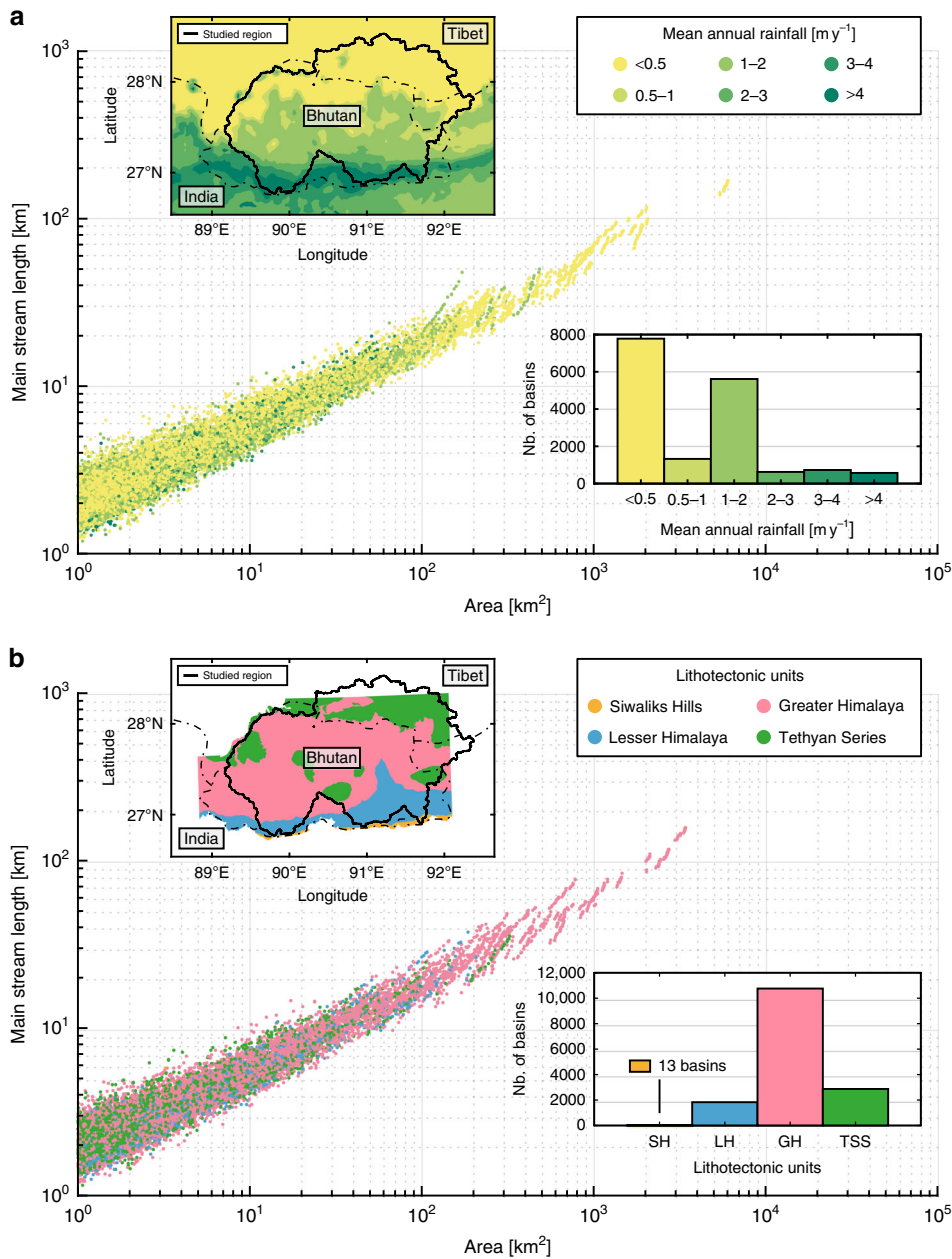 a
10³
10²
10¹
10⁰
Main stream length [km]
10⁰ 10¹ 10² 10³ 10⁴ 10⁵
Area [km²]
Studied region
Tibet
Bhutan
India
28°N
27°N
Latitude
89°E 90°E 91°E 92°E
Longitude
Mean annual rainfall [m y⁻¹]
<0.5 1–2 3–4
0.5–1 2–3 >4
8000
6000
4000
2000
0
Nb. of basins
<0.5 0.5–1 1–2 2–3 3–4 >4
Mean annual rainfall [m y⁻¹]
b
10³
10²
10¹
10⁰
Main stream length [km]
10⁰ 10¹ 10² 10³ 10⁴ 10⁵
Area [km²]
Studied region
Tibet
Bhutan
India
28°N
27°N
Latitude
89°E 90°E 91°E 92°E
Longitude
Lithotectonic units
Siwaliks Hills Greater Himalaya
Lesser Himalaya Tethyan Series
12,000
10,000
8000
6000
4000
2000
0
Nb. of basins
13 basins
SH LH GH TSS
Lithotectonic units